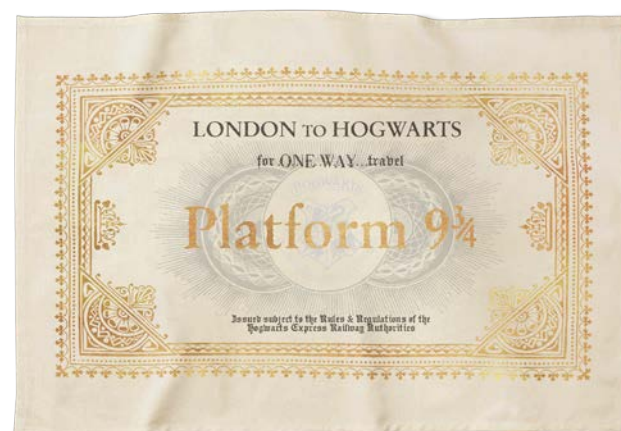 LONDON TO HOGWARTS
for ONE WAY...travel
HOGWARTS
Platform 9¾
Issued subject to the Rules & Regulations of the
Hogwarts Express Railway Authorities